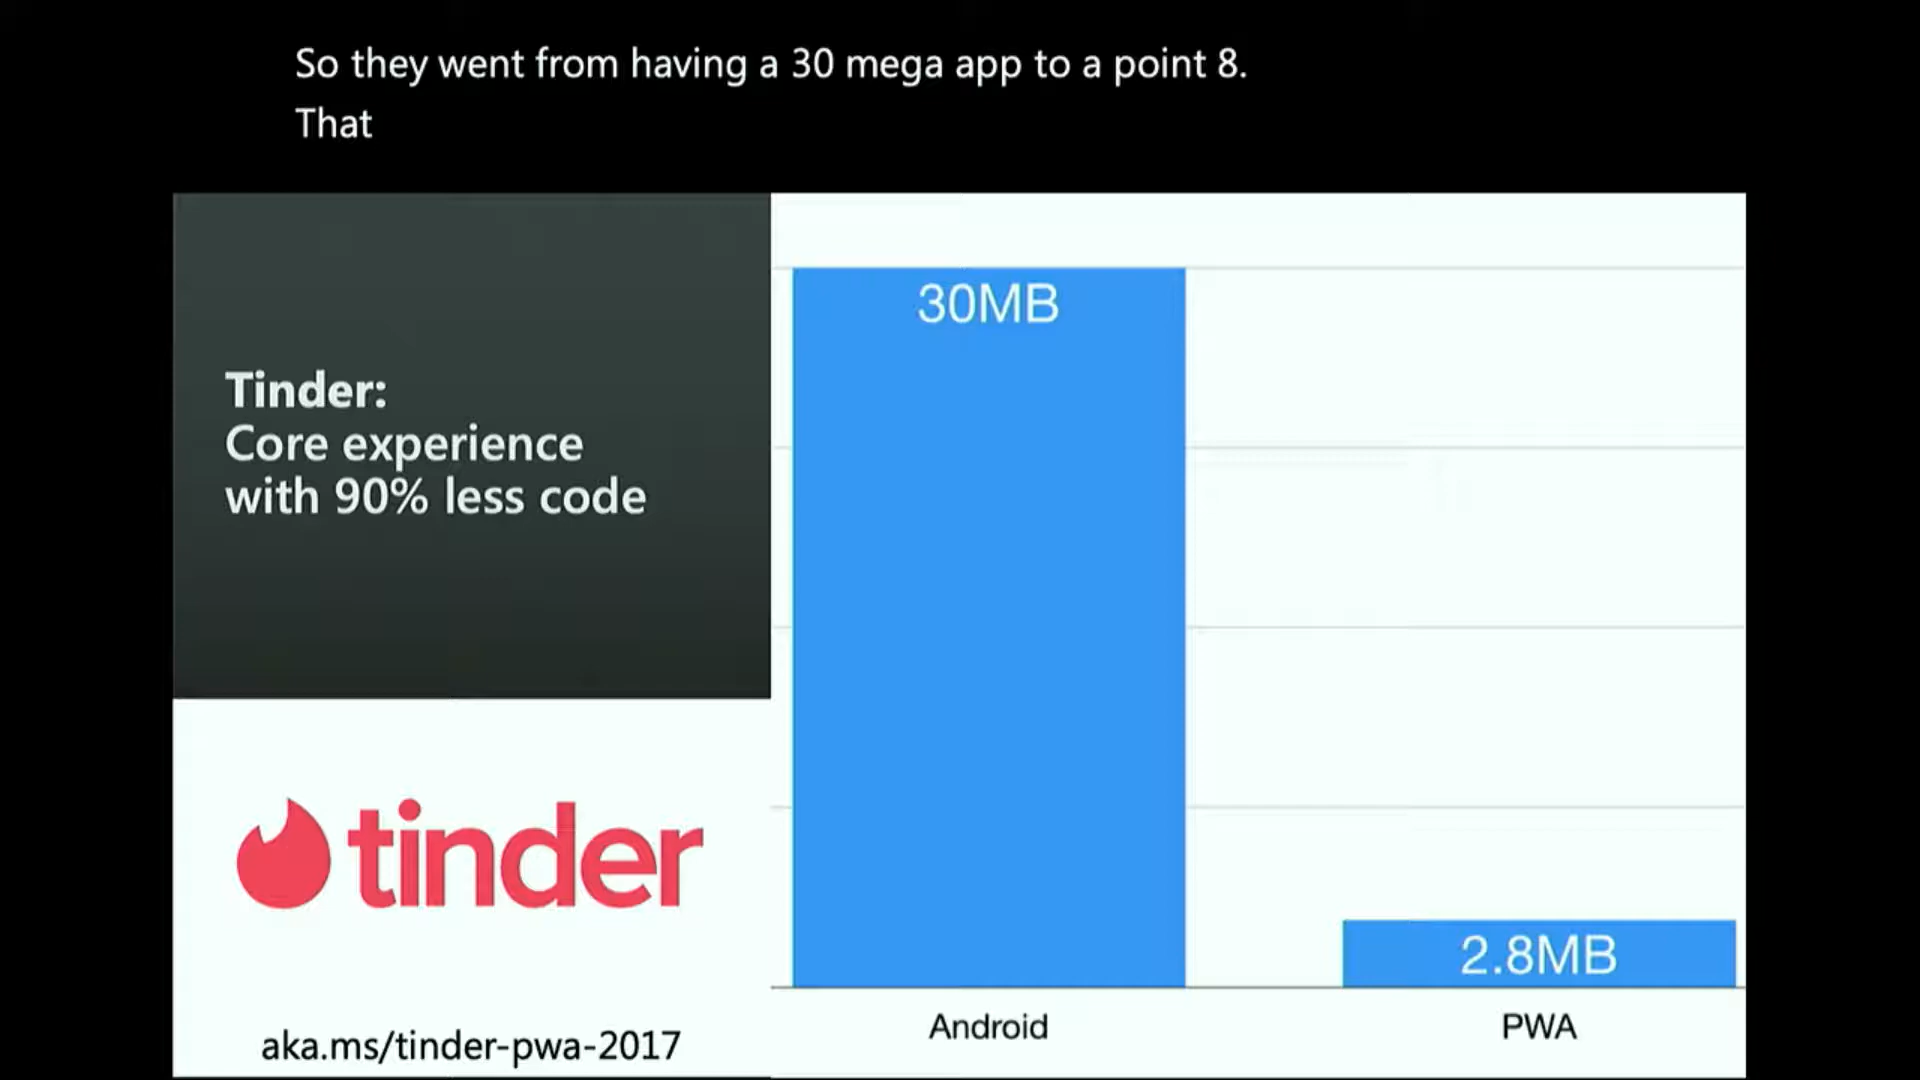 So they went from having a 30 mega app to a point 8.
That
Tinder:
Core experience
with 90% less code
tinder
aka.ms/tinder-pwa-2017
30MB
2.8MB
Android
PWA